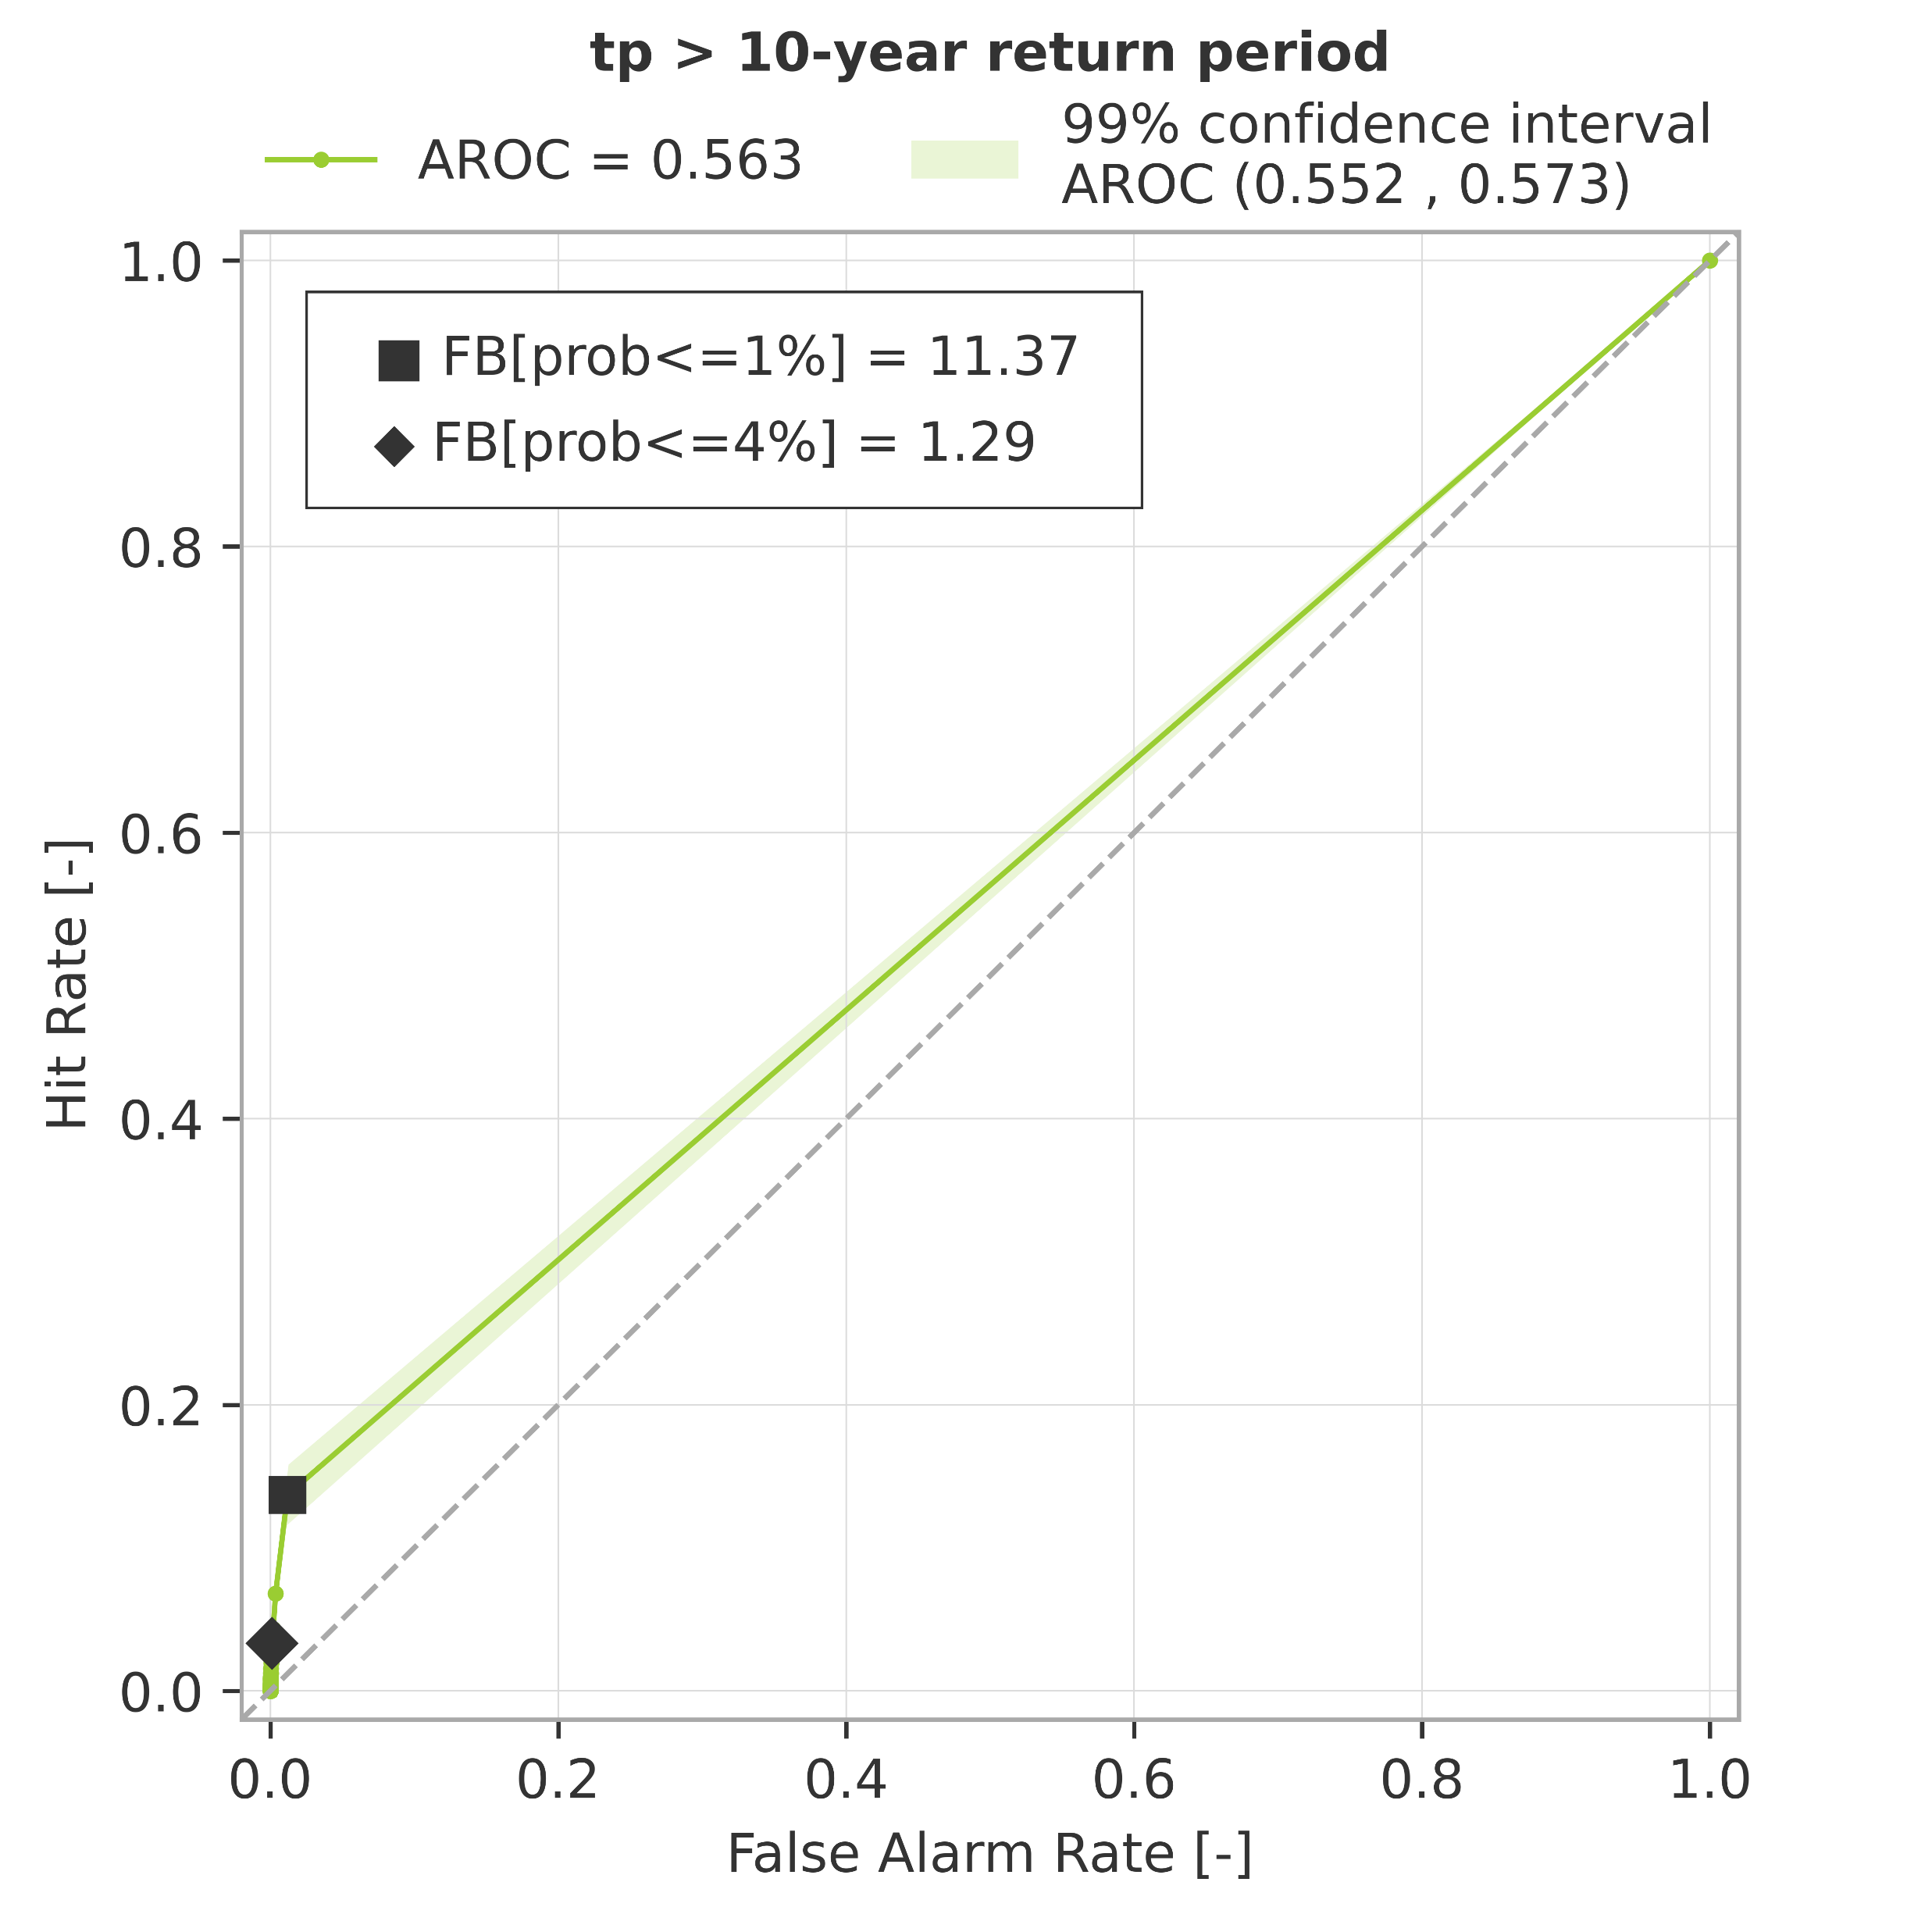 tp > 10-year return period
AROC = 0.563
99% confidence interval
AROC (0.552 , 0.573)
FB[prob<=1%] = 11.37
FB[prob<=4%] = 1.29
1.0
0.8
0.6
0.4
0.2
0.0
Hit Rate [-]
0.0 0.2 0.4 0.6 0.8 1.0
False Alarm Rate [-]